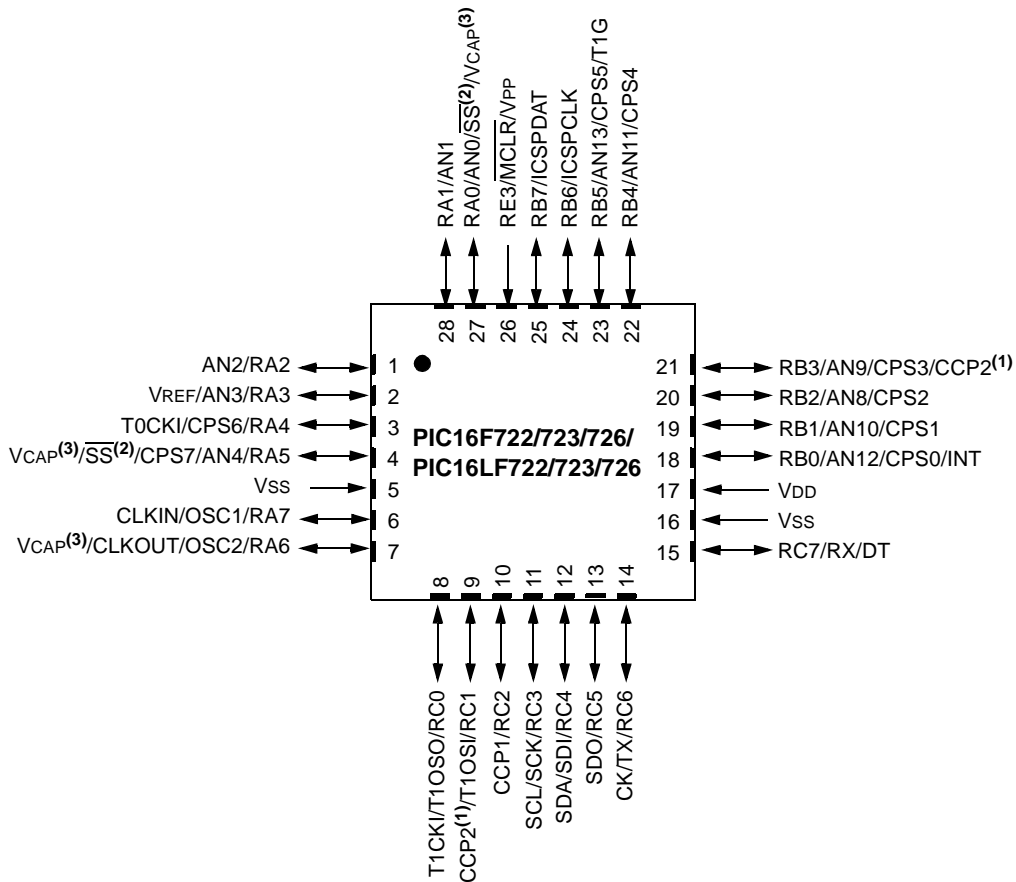 RA1/AN1
RA0/AN0/SS(2)/VCAP(3)
RE3/MCLR/VPP
RB7/ICSPDAT
RB6/ICSPCLK
RB5/AN13/CPS5/T1G
RB4/AN11/CPS4
28 27 26 25 24 23 22
AN2/RA2 1
VREF/AN3/RA3 2
T0CKI/CPS6/RA4 3
VCAP(3)/SS(2)/CPS7/AN4/RA5 4
VSS 5
CLKIN/OSC1/RA7 6
VCAP(3)/CLKOUT/OSC2/RA6 7
PIC16F722/723/726/
PIC16LF722/723/726
21 RB3/AN9/CPS3/CCP2(1)
20 RB2/AN8/CPS2
19 RB1/AN10/CPS1
18 RB0/AN12/CPS0/INT
17 VDD
16 VSS
15 RC7/RX/DT
8 9 10 11 12 13 14
T1CKI/T1OSO/RC0
CCP2(1)/T1OSI/RC1
CCP1/RC2
SCL/SCK/RC3
SDA/SDI/RC4
SDO/RC5
CK/TX/RC6